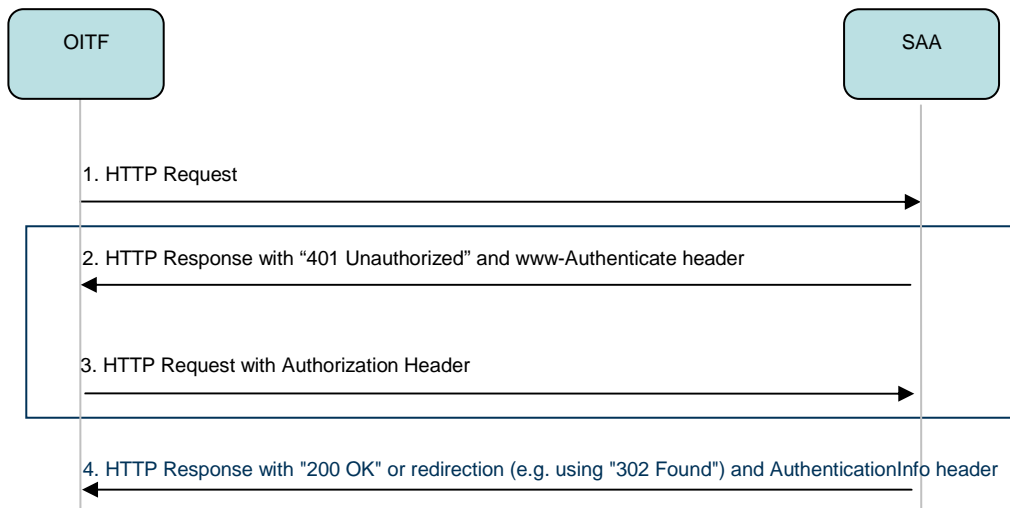 OITF
SAA
1. HTTP Request
2. HTTP Response with “401 Unauthorized” and www-Authenticate header
3. HTTP Request with Authorization Header
4. HTTP Response with "200 OK" or redirection (e.g. using "302 Found") and AuthenticationInfo header